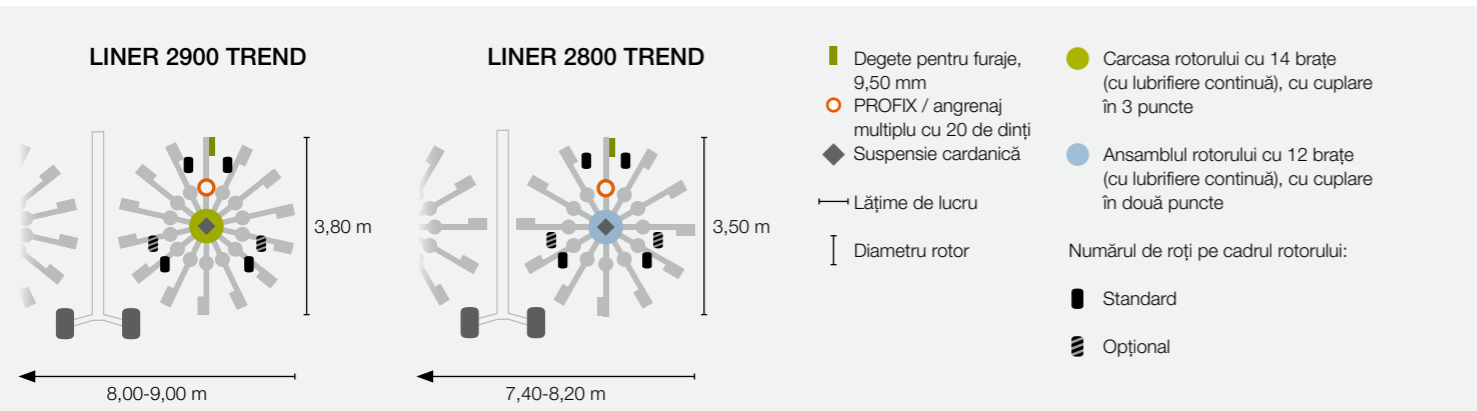 LINER 2900 TREND
3,80 m
8,00-9,00 m
LINER 2800 TREND
3,50 m
7,40-8,20 m
Degete pentru furaje,
9,50 mm
PROFIX / angrenaj
multiplu cu 20 de dinți
Suspensie cardanică
Lățime de lucru
Diametru rotor
Carcasa rotorului cu 14 brațe
(cu lubrifiere continuă), cu cuplare
în 3 puncte
Ansamblul rotorului cu 12 brațe
(cu lubrifiere continuă), cu cuplare
în două puncte
Numărul de roți pe cadrul rotorului:
Standard
Opțional